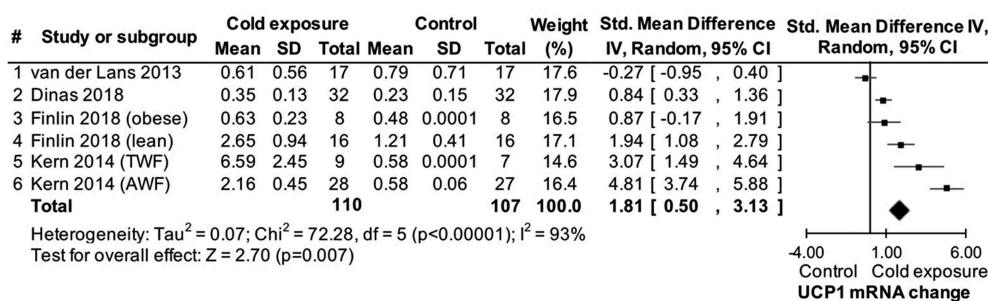 # Study or subgroup Cold exposure Control Weight (%) Std. Mean Difference IV, Random, 95% CI Std. Mean Difference IV, Random, 95% CI
Mean SD Total Mean SD Total
1 van der Lans 2013 0.61 0.56 17 0.79 0.71 17 17.6 -0.27 [ -0.95 , 0.40 ]
2 Dinas 2018 0.35 0.13 32 0.23 0.15 32 17.9 0.84 [ 0.33 , 1.36 ]
3 Finlin 2018 (obese) 0.63 0.23 8 0.48 0.0001 8 16.5 0.87 [ -0.17 , 1.91 ]
4 Finlin 2018 (lean) 2.65 0.94 16 1.21 0.41 16 17.1 1.94 [ 1.08 , 2.79 ]
5 Kern 2014 (TWF) 6.59 2.45 9 0.58 0.0001 7 14.6 3.07 [ 1.49 , 4.64 ]
6 Kern 2014 (AWF) 2.16 0.45 28 0.58 0.06 27 16.4 4.81 [ 3.74 , 5.88 ]
Total 110 107 100.0 1.81 [ 0.50 , 3.13 ]
Heterogeneity: Tau² = 0.07; Chi² = 72.28, df = 5 (p<0.00001); I² = 93%
Test for overall effect: Z = 2.70 (p=0.007)
-4.00 1.00 6.00
Control Cold exposure
UCP1 mRNA change